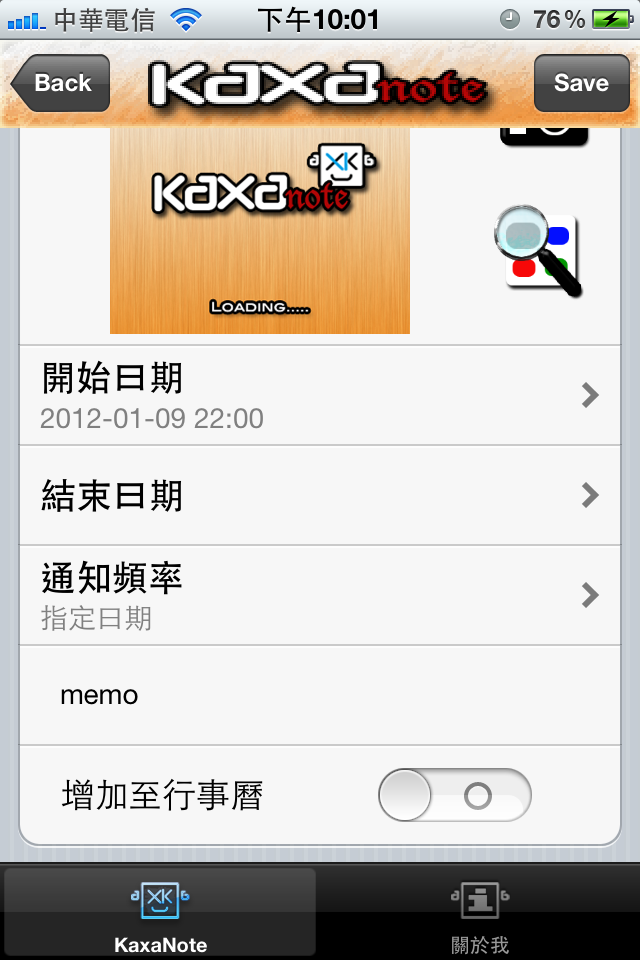 中華電信 下午10:01 76%
Back Kaxanote Save
XK
Kaxanote
LOADING.....
開始日期
2012-01-09 22:00
結束日期
通知頻率
指定日期
memo
增加至行事曆
XK
KaxaNote 關於我